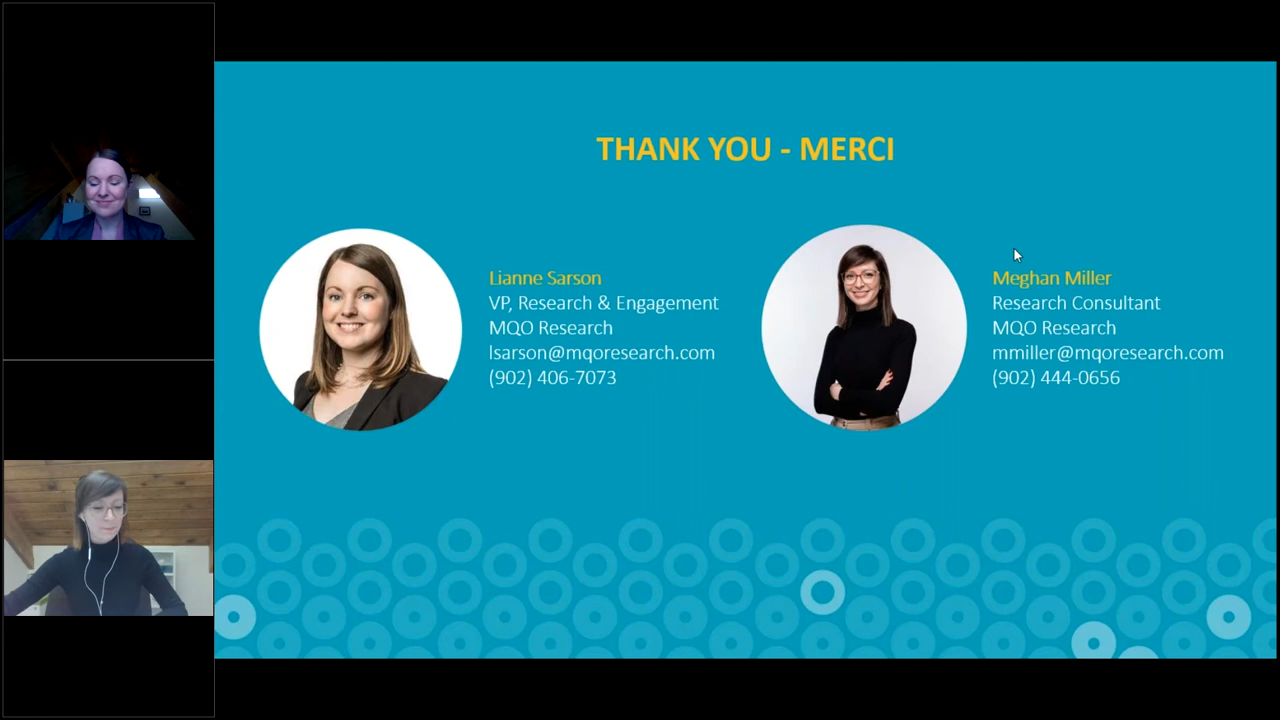 THANK YOU - MERCI
Lianne Sarson
VP, Research & Engagement
MQO Research
lsarson@mqoresearch.com
(902) 406-7073
Meghan Miller
Research Consultant
MQO Research
mmiller@mqoresearch.com
(902) 444-0656